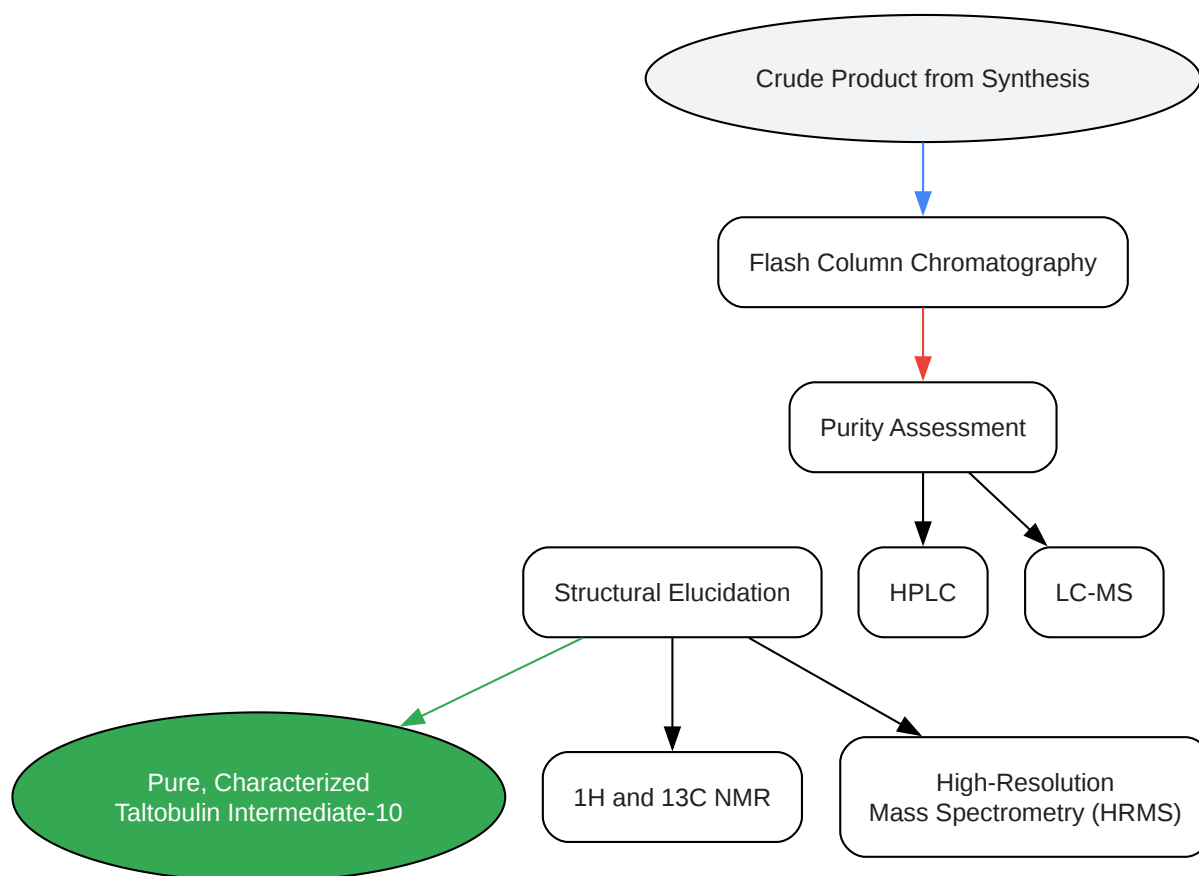 Crude Product from Synthesis
Flash Column Chromatography
Purity Assessment
Structural Elucidation
HPLC
LC-MS
Pure, Characterized
Taltobulin Intermediate-10
1H and 13C NMR
High-Resolution
Mass Spectrometry (HRMS)